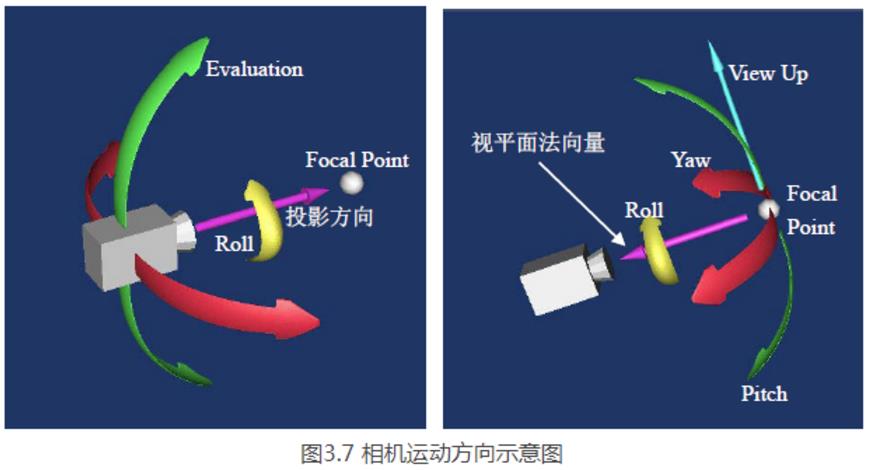 Evaluation
Focal Point
投影方向
Roll
View Up
视平面法向量
Yaw
Focal
Point
Roll
Pitch
图3.7 相机运动方向示意图